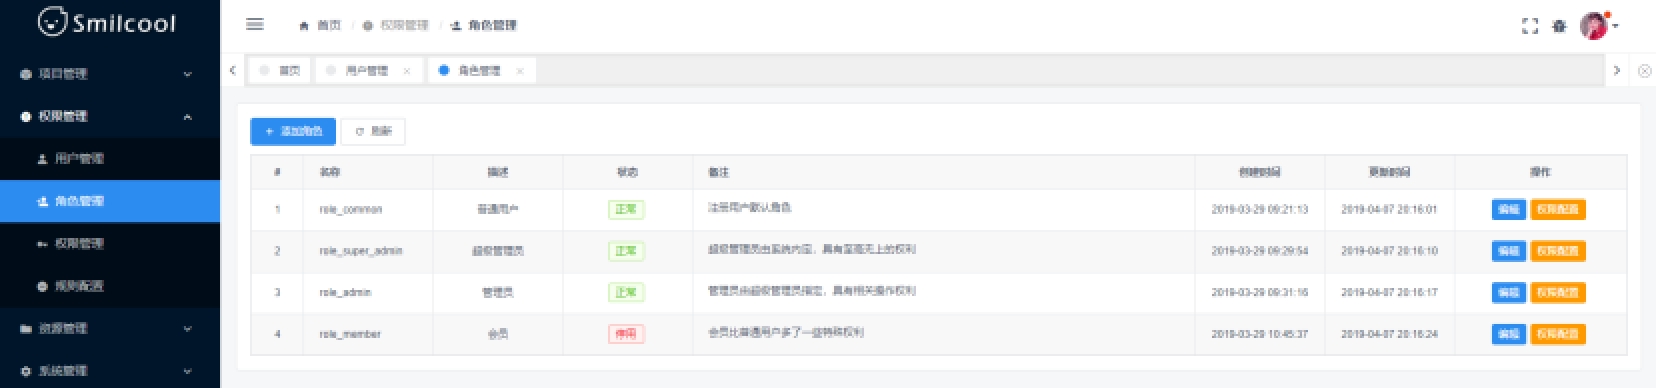 Smilcool
首页 / 权限管理 / 角色管理
项目管理
权限管理
用户管理
角色管理
权限管理
规则配置
资源管理
系统管理
首页 用户管理 × 角色管理 ×
+ 添加角色 刷新
# 名称 描述 状态 备注 创建时间 更新时间 操作
1 role_common 普通用户 正常 注册用户默认角色 2019-03-29 09:21:13 2019-04-07 20:16:01 编辑 权限配置
2 role_super_admin 超级管理员 正常 超级管理员由系统内定，具有至高无上的权利 2019-03-29 09:29:54 2019-04-07 20:16:10 编辑 权限配置
3 role_admin 管理员 正常 管理员由超级管理员指定，具有相关操作权利 2019-03-29 09:31:16 2019-04-07 20:16:17 编辑 权限配置
4 role_member 会员 停用 会员比普通用户多了一些特殊权利 2019-03-29 10:45:37 2019-04-07 20:16:24 编辑 权限配置